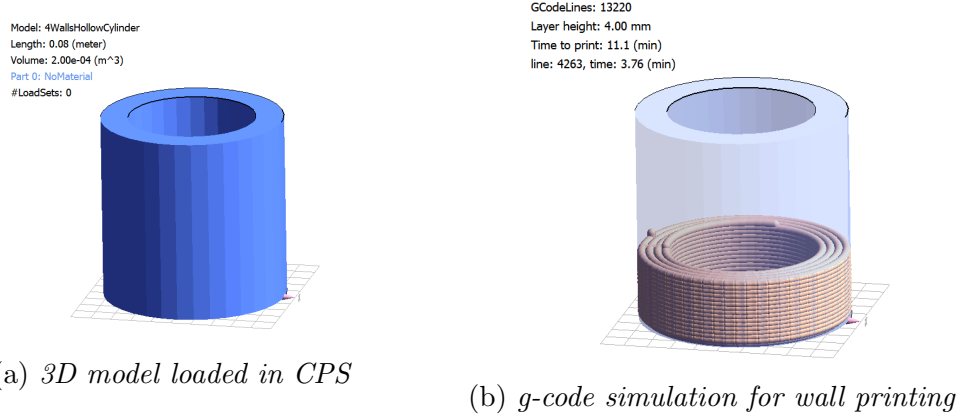 Model: 4WallsHollowCylinder
Length: 0.08 (meter)
Volume: 2.00e-04 (m^3)
Part 0: NoMaterial
#LoadSets: 0
GCodeLines: 13220
Layer height: 4.00 mm
Time to print: 11.1 (min)
line: 4263, time: 3.76 (min)
a) 3D model loaded in CPS
(b) g-code simulation for wall printing